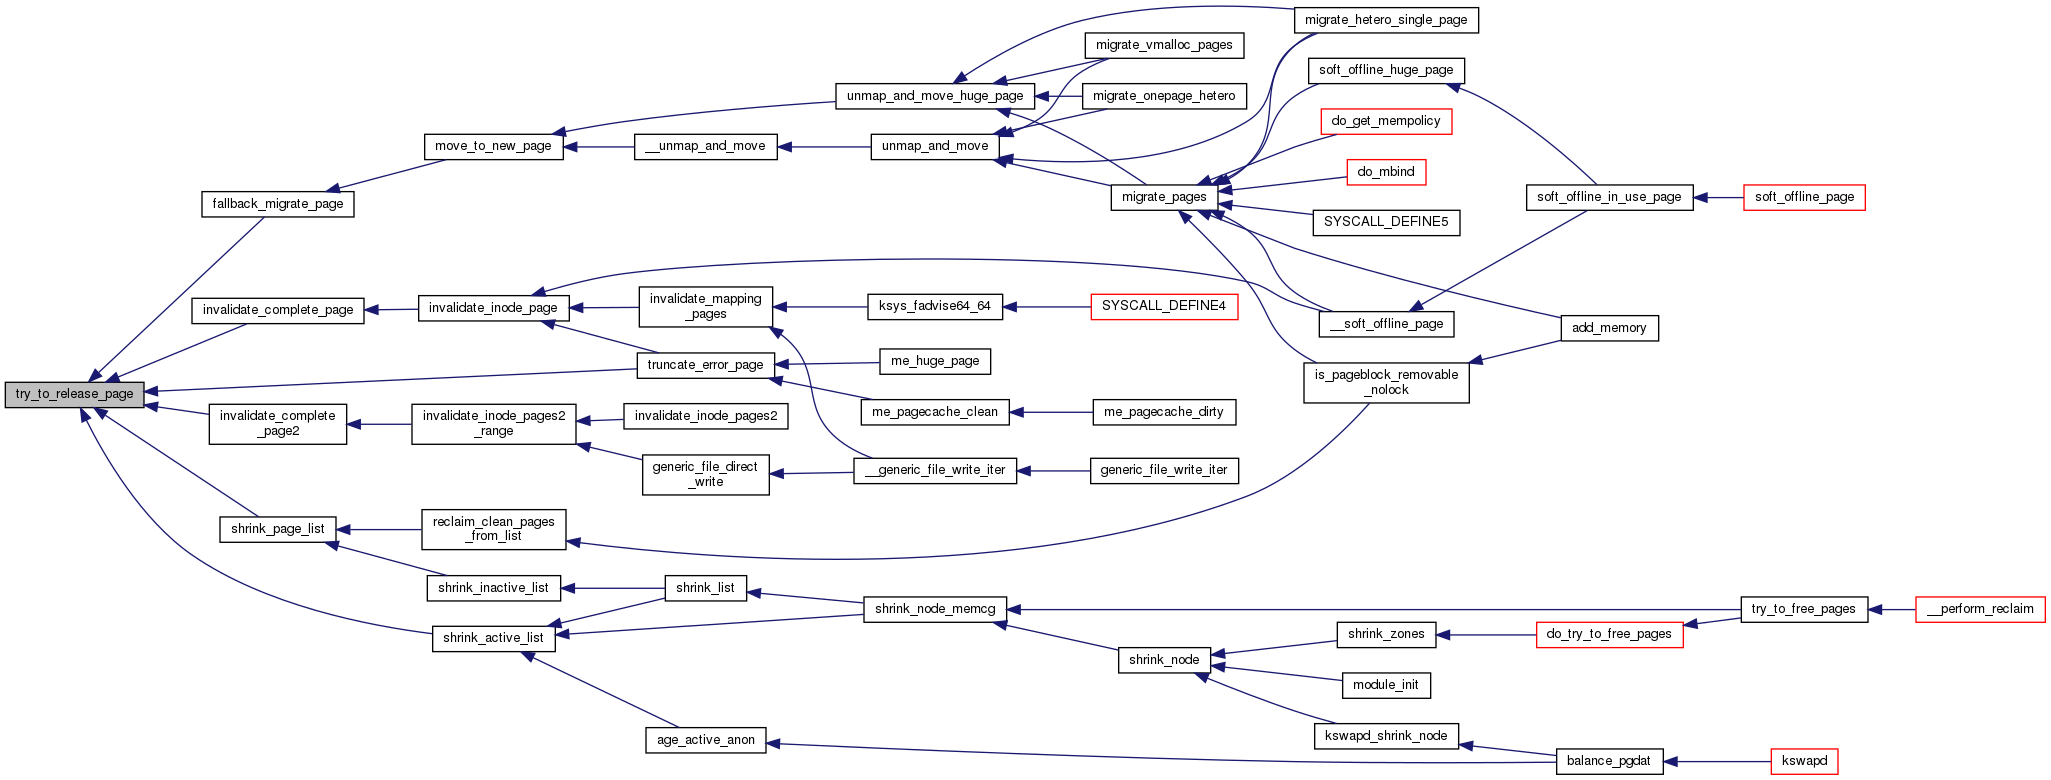 migrate_hetero_single_page
migrate_vmalloc_pages
soft_offline_huge_page
unmap_and_move_huge_page
migrate_onepage_hetero
do_get_mempolicy
move_to_new_page
__unmap_and_move
unmap_and_move
do_mbind
fallback_migrate_page
migrate_pages
soft_offline_in_use_page
soft_offline_page
SYSCALL_DEFINE5
invalidate_complete_page
invalidate_inode_page
invalidate_mapping
_pages
ksys_fadvise64_64
SYSCALL_DEFINE4
__soft_offline_page
add_memory
truncate_error_page
me_huge_page
is_pageblock_removable
_nolock
try_to_release_page
invalidate_complete
_page2
invalidate_inode_pages2
_range
invalidate_inode_pages2
me_pagecache_clean
me_pagecache_dirty
generic_file_direct
_write
__generic_file_write_iter
generic_file_write_iter
shrink_page_list
reclaim_clean_pages
_from_list
shrink_inactive_list
shrink_list
shrink_node_memcg
try_to_free_pages
__perform_reclaim
shrink_active_list
shrink_zones
do_try_to_free_pages
shrink_node
module_init
age_active_anon
kswapd_shrink_node
balance_pgdat
kswapd